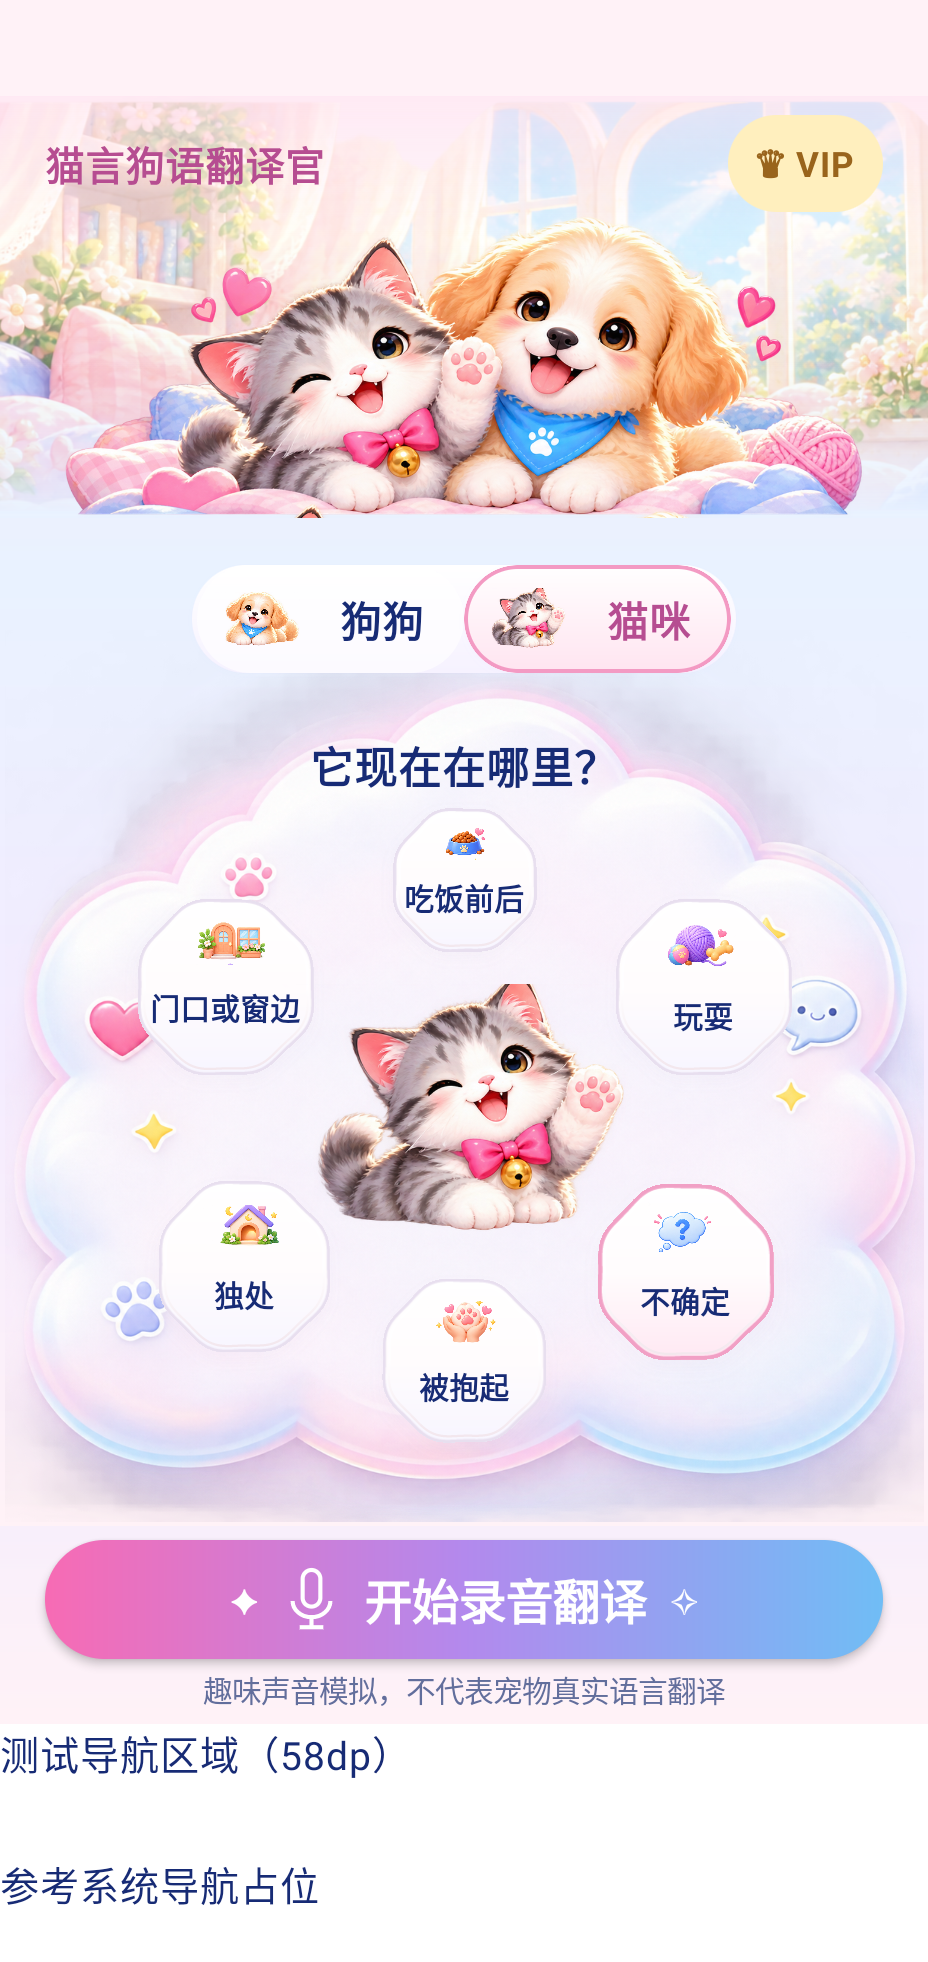 猫言狗语翻译官
VIP
狗狗
猫咪
它现在在哪里?
吃饭前后
门口或窗边
玩耍
独处
不确定
被抱起
开始录音翻译
趣味声音模拟，不代表宠物真实语言翻译
测试导航区域（58dp）
参考系统导航占位